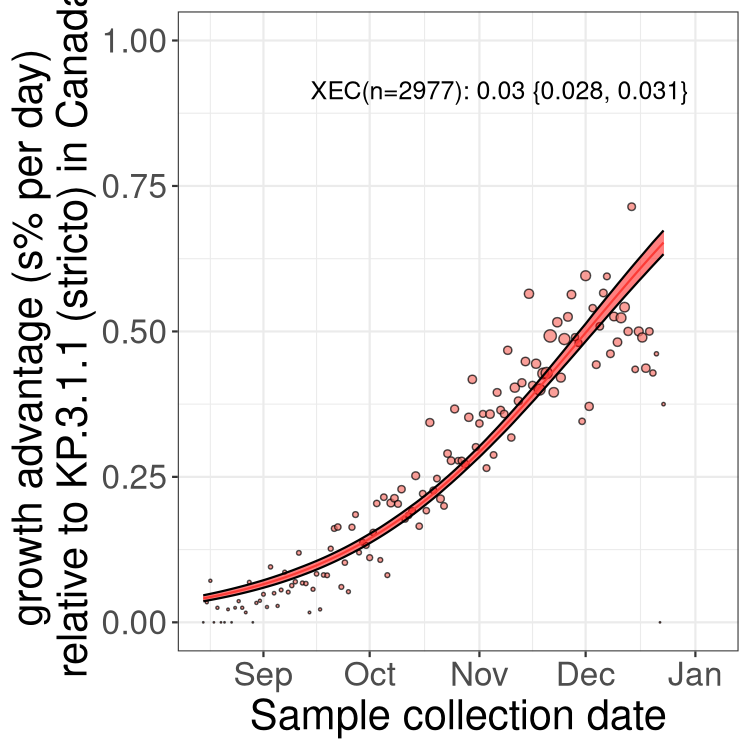 growth advantage (s% per day)
relative to KP.3.1.1 (stricto) in Canada
1.00
XEC(n=2977): 0.03 {0.028, 0.031}
0.75
0.50
0.25
0.00
Sep Oct Nov Dec Jan
Sample collection date